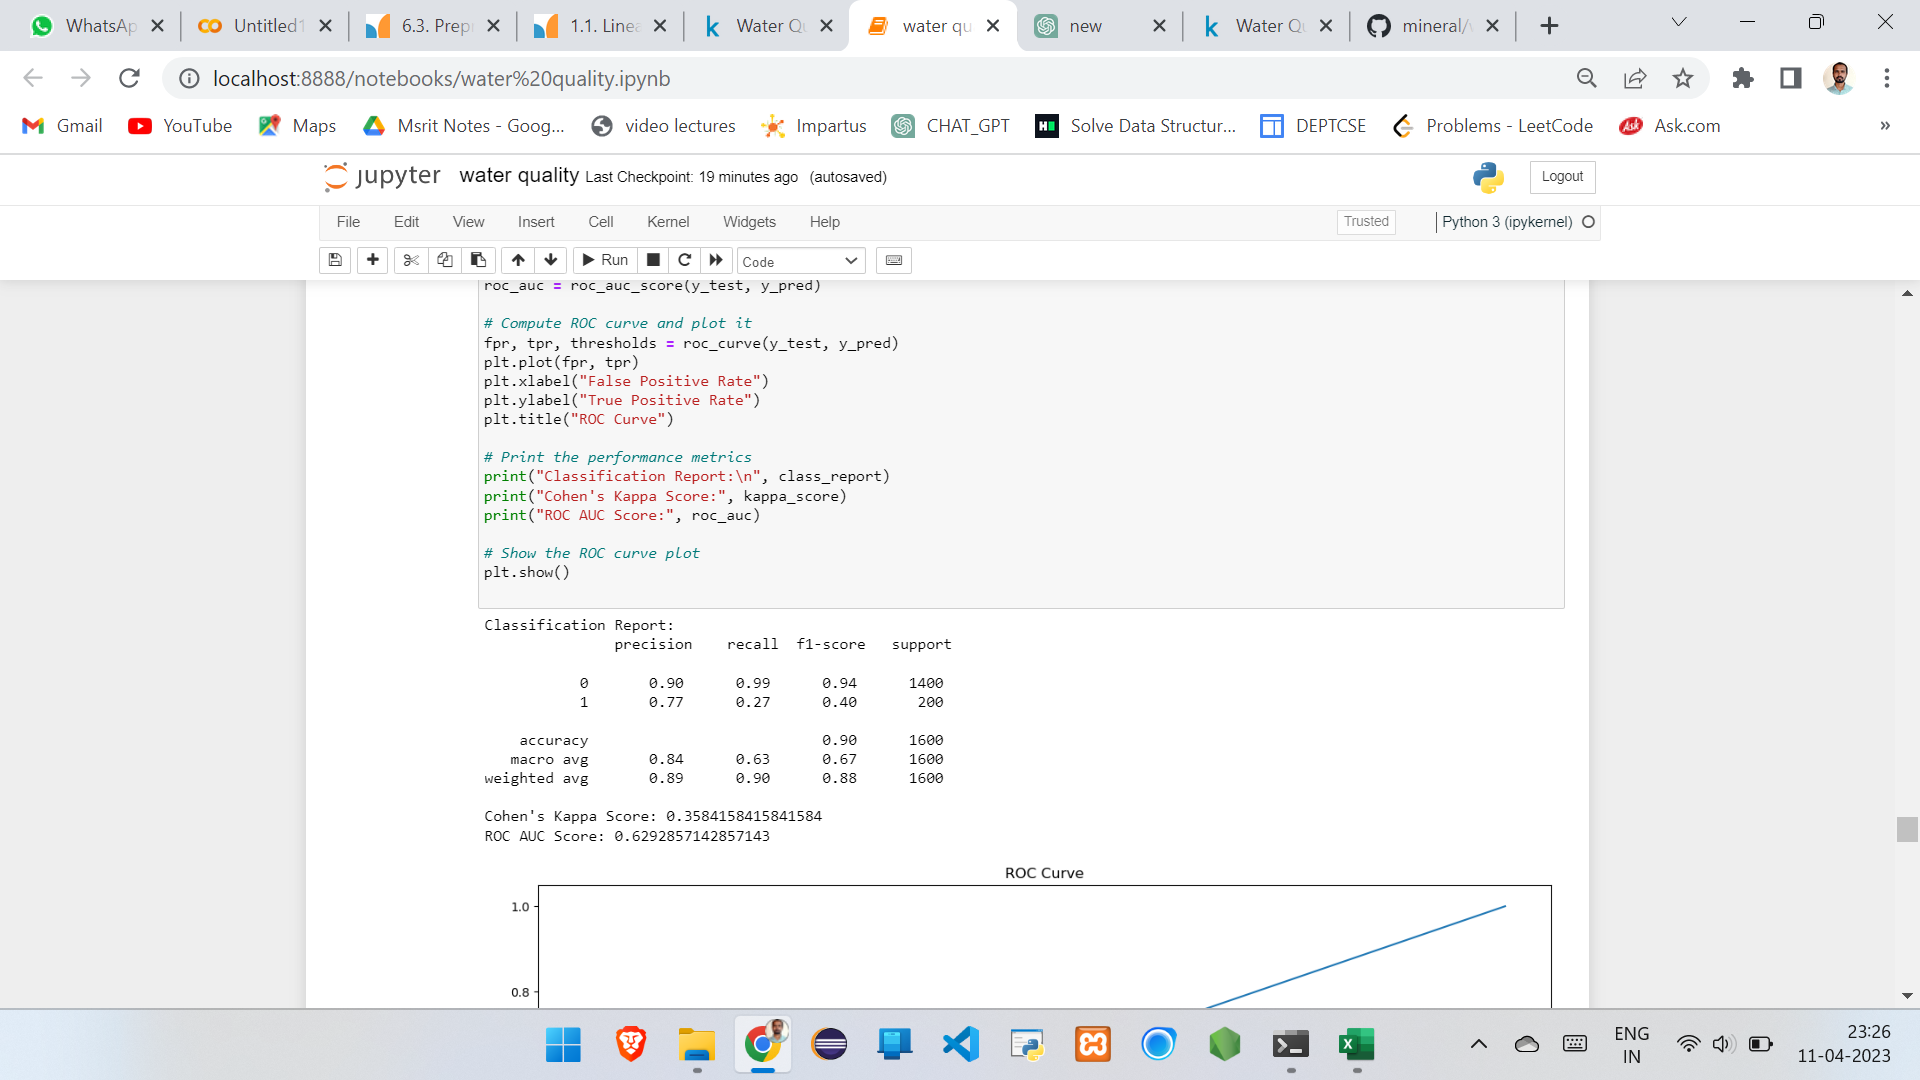 WhatsAp
Untitled1
6.3. Prepr
1.1. Linea
Water Qu
water qu
new
Water Qu
mineral/
localhost:8888/notebooks/water%20quality.ipynb
Gmail
YouTube
Maps
Msrit Notes - Goog...
video lectures
Impartus
CHAT_GPT
Solve Data Structur...
DEPTCSE
Problems - LeetCode
Ask.com
»
jupyter water quality Last Checkpoint: 19 minutes ago (autosaved)
Logout
File Edit View Insert Cell Kernel Widgets Help
Trusted
Python 3 (ipykernel)
Run
Code
roc_auc = roc_auc_score(y_test, y_pred)
# Compute ROC curve and plot it
fpr, tpr, thresholds = roc_curve(y_test, y_pred)
plt.plot(fpr, tpr)
plt.xlabel("False Positive Rate")
plt.ylabel("True Positive Rate")
plt.title("ROC Curve")
# Print the performance metrics
print("Classification Report:\n", class_report)
print("Cohen's Kappa Score:", kappa_score)
print("ROC AUC Score:", roc_auc)
# Show the ROC curve plot
plt.show()
Classification Report:
precision recall f1-score support
0 0.90 0.99 0.94 1400
1 0.77 0.27 0.40 200
accuracy 0.90 1600
macro avg 0.84 0.63 0.67 1600
weighted avg 0.89 0.90 0.88 1600
Cohen's Kappa Score: 0.3584158415841584
ROC AUC Score: 0.6292857142857143
ROC Curve
1.0
0.8
ENG
IN
23:26
11-04-2023